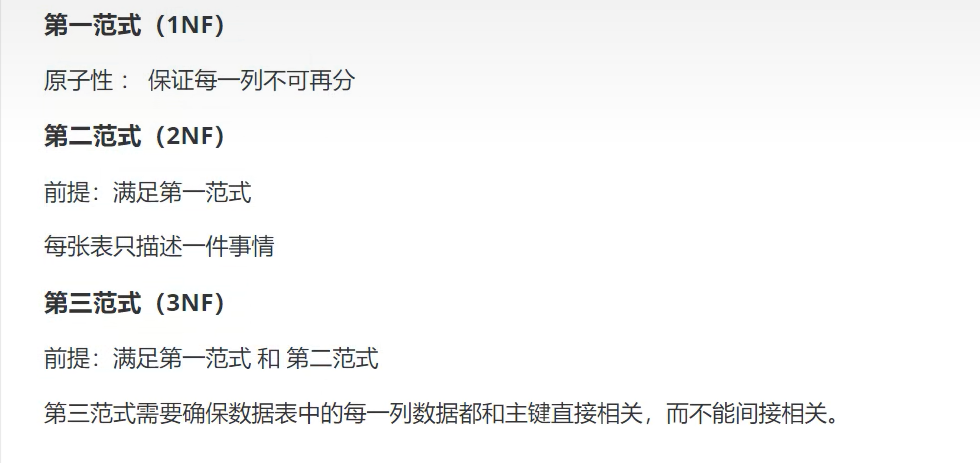 第一范式（1NF）
原子性： 保证每一列不可再分
第二范式（2NF）
前提：满足第一范式
每张表只描述一件事情
第三范式（3NF）
前提：满足第一范式 和 第二范式
第三范式需要确保数据表中的每一列数据都和主键直接相关，而不能间接相关。